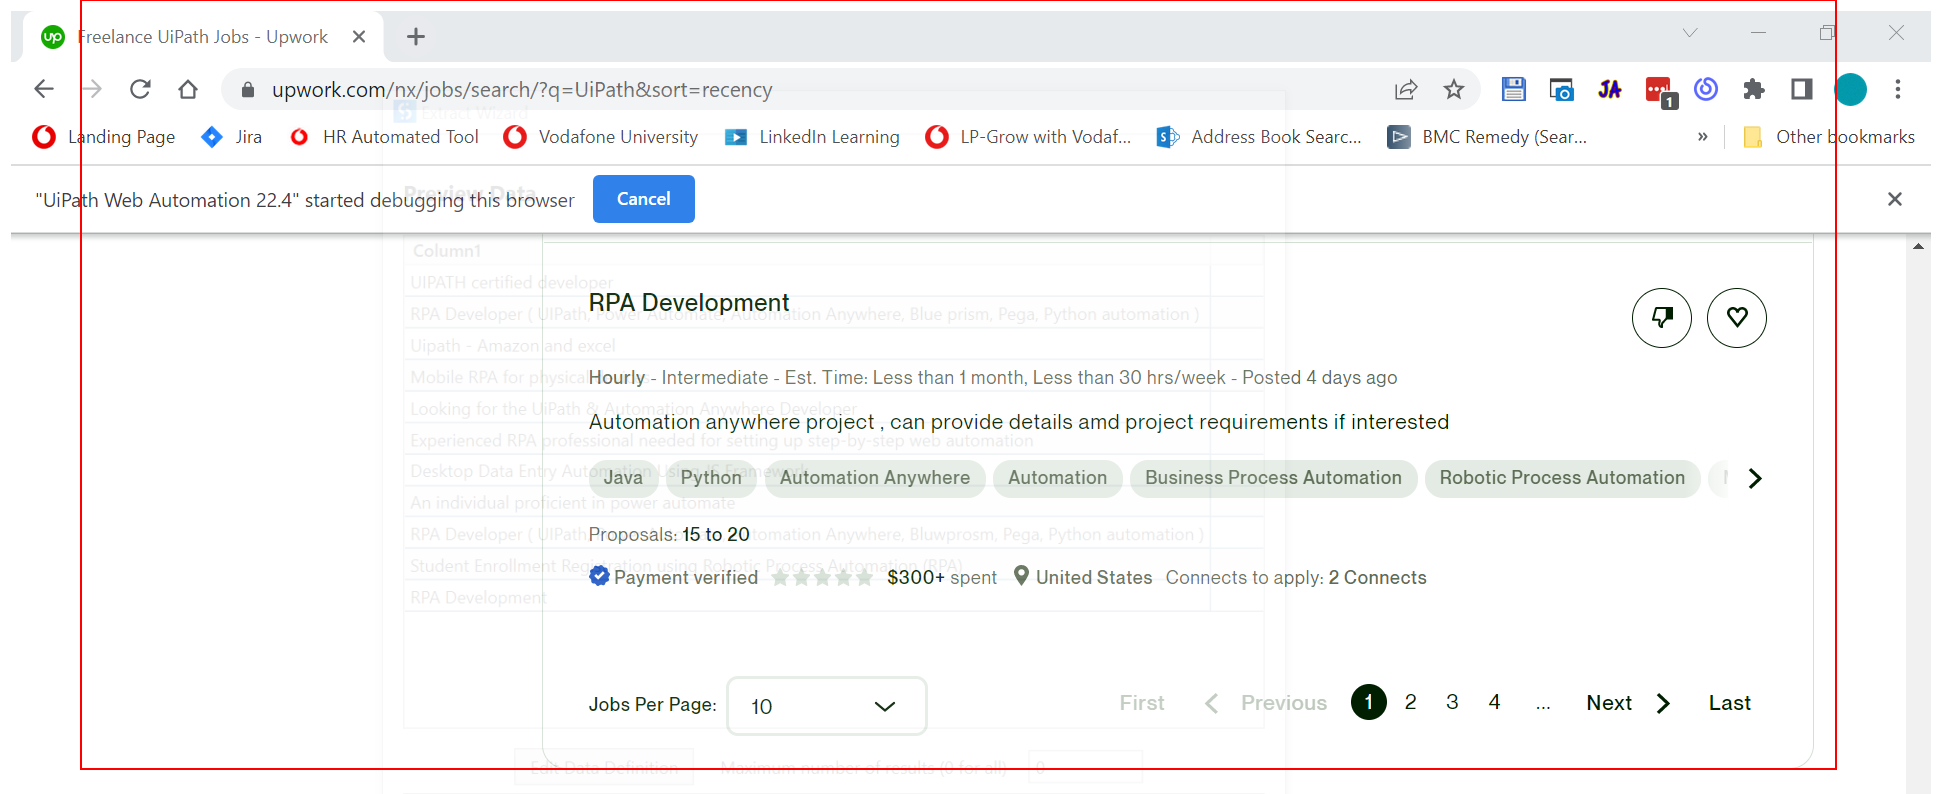 Freelance UiPath Jobs - Upwork
upwork.com/nx/jobs/search/?q=UiPath&sort=recency
JA
1
Extract Wizard
Landing Page Jira HR Automated Tool Vodafone University LinkedIn Learning LP-Grow with Vodaf... Address Book Searc... BMC Remedy (Sear... » Other bookmarks
Preview Data
"UiPath Web Automation 22.4" started debugging this browser Cancel
Column1
UIPATH certified developer
RPA Development
RPA Developer ( UIPath, Power Automate, Automation Anywhere, Blue prism, Pega, Python automation )
Uipath - Amazon and excel
Mobile RPA for physical
Hourly - Intermediate - Est. Time: Less than 1 month, Less than 30 hrs/week - Posted 4 days ago
Looking for the UiPath & Automation Anywhere Developer
Automation anywhere project , can provide details amd project requirements if interested
Experienced RPA professional needed for setting up step-by-step web automation
Desktop Data Entry Automation Using IS Framework
Java Python Automation Anywhere Automation Business Process Automation Robotic Process Automation
An individual proficient in power automate
RPA Developer ( UIPath, Automation Anywhere, Bluwprosm, Pega, Python automation )
Proposals: 15 to 20
Student Enrollment Registration using Robotic Process Automation (RPA)
Payment verified $300+ spent United States Connects to apply: 2 Connects
RPA Development
Jobs Per Page: 10 First Previous 1 2 3 4 ... Next Last
Edit Data Definition Maximum number of results (0 for all) 0